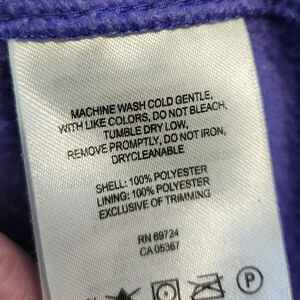 MACHINE WASH COLD GENTLE,
WITH LIKE COLORS, DO NOT BLEACH,
TUMBLE DRY LOW,
REMOVE PROMPTLY, DO NOT IRON,
DRYCLEANABLE
SHELL: 100% POLYESTER
LINING: 100% POLYESTER
EXCLUSIVE OF TRIMMING
RN 69724
CA 05367
P